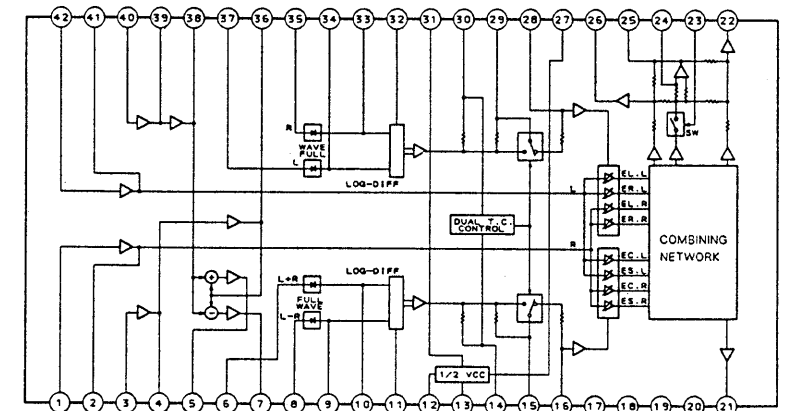 42 41 40 39 38 37 36 35 34 33 32 31 30 29 28 27 26 25 24 23 22
R
WAVE
FULL
L
LOG-DIFF
SW
L
EL.L
ER.L
EL.R
ER.R
DUAL T.C.
CONTROL
R
COMBINING
NETWORK
EC.L
ES.L
EC.R
ES.R
LOG-DIFF
L+R
+
FULL
WAVE
L-R
−
1/2 VCC
1 2 3 4 5 6 7 8 9 10 11 12 13 14 15 16 17 18 19 20 21